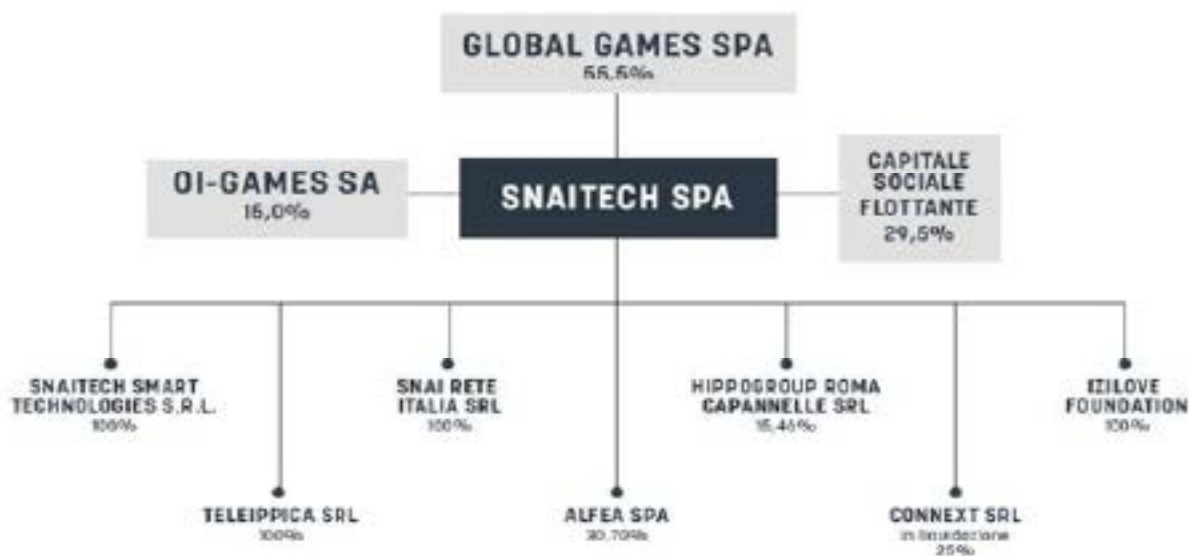 GLOBAL GAMES SPA
55,5%
OI-GAMES SA
15,0%
SNAITECH SPA
CAPITALE
SOCIALE
FLOTTANTE
29,5%
SNAITECH SMART
TECHNOLOGIES S.R.L.
100%
SNAI RETE
ITALIA SRL
100%
HIPPOGROUP ROMA
CAPANNELLE SRL
15,46%
IZILOVE
FOUNDATION
100%
TELEIPPICA SRL
100%
ALFEA SPA
30,70%
CONNEXT SRL
in liquidazione
25%